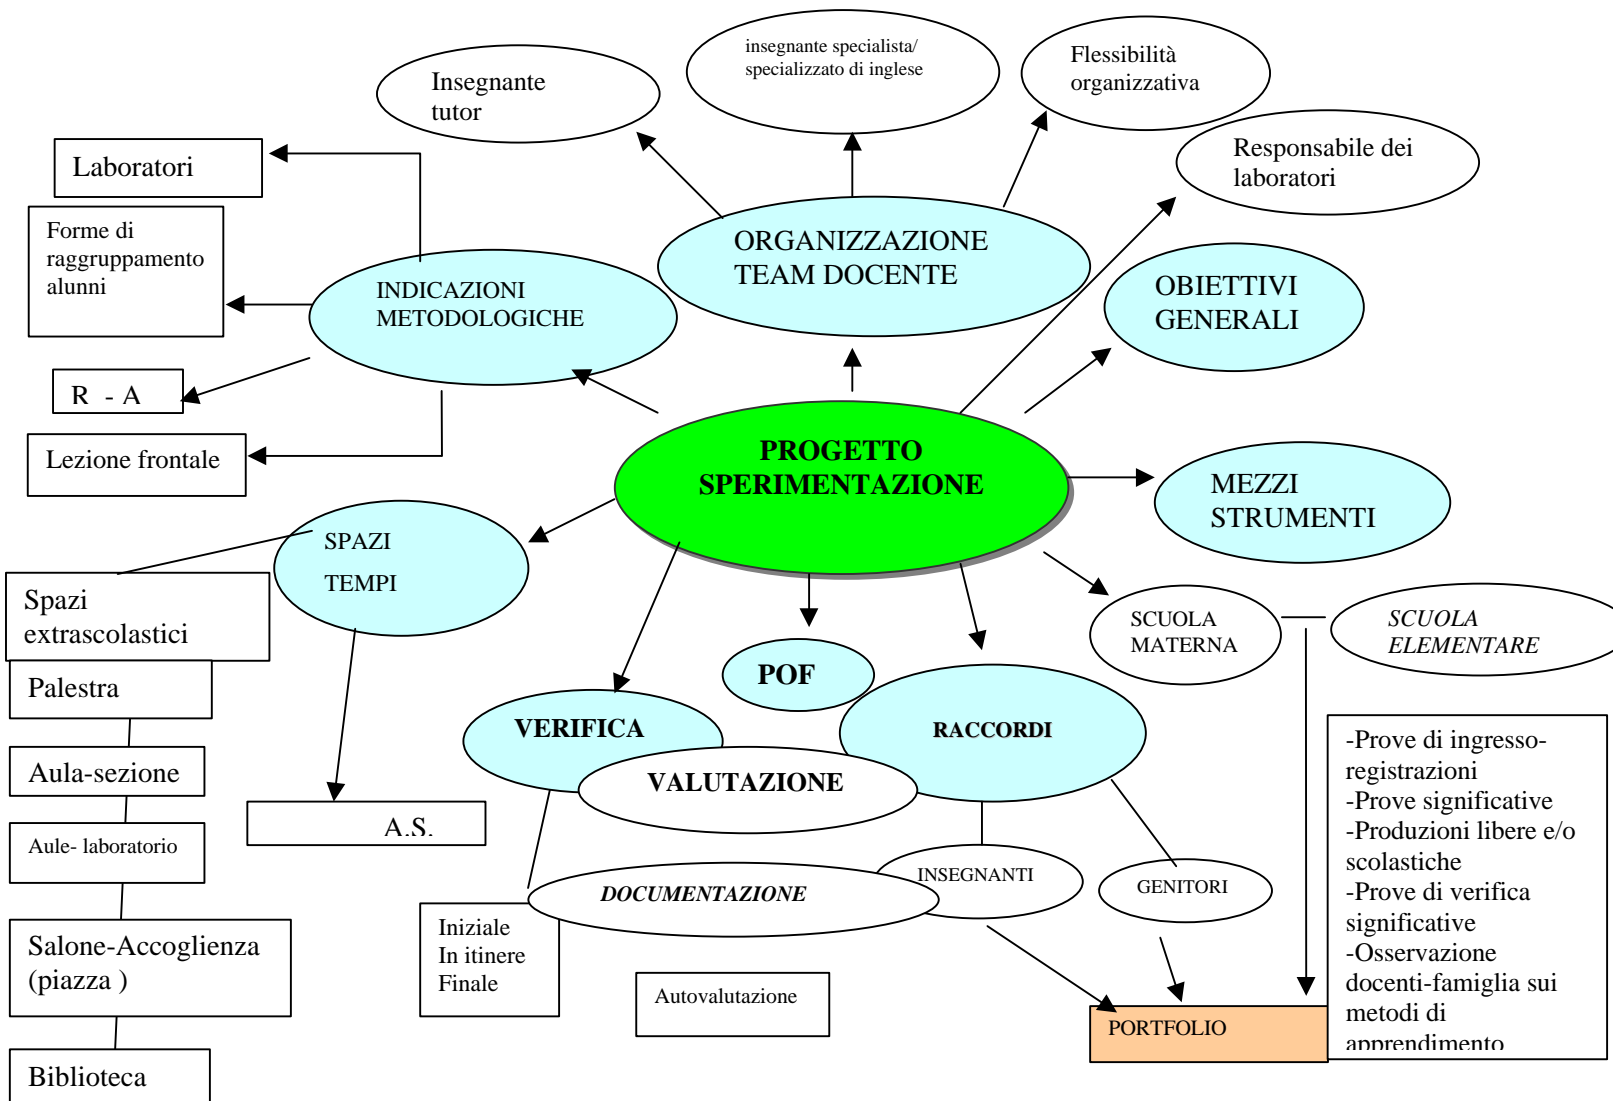 insegnante specialista/
specializzato di inglese
Flessibilità
organizzativa
Insegnante
tutor
Responsabile dei
laboratori
Laboratori
Forme di
raggruppamento
alunni
ORGANIZZAZIONE
TEAM DOCENTE
INDICAZIONI
METODOLOGICHE
OBIETTIVI
GENERALI
R - A
Lezione frontale
PROGETTO
SPERIMENTAZIONE
MEZZI
STRUMENTI
SPAZI
TEMPI
Spazi
extrascolastici
Palestra
Aula-sezione
Aule- laboratorio
Salone-Accoglienza
(piazza )
Biblioteca
A.S.
POF
VERIFICA
VALUTAZIONE
RACCORDI
SCUOLA
MATERNA
SCUOLA
ELEMENTARE
DOCUMENTAZIONE
INSEGNANTI
GENITORI
Iniziale
In itinere
Finale
Autovalutazione
PORTFOLIO
-Prove di ingresso-
registrazioni
-Prove significative
-Produzioni libere e/o
scolastiche
-Prove di verifica
significative
-Osservazione
docenti-famiglia sui
metodi di
apprendimento